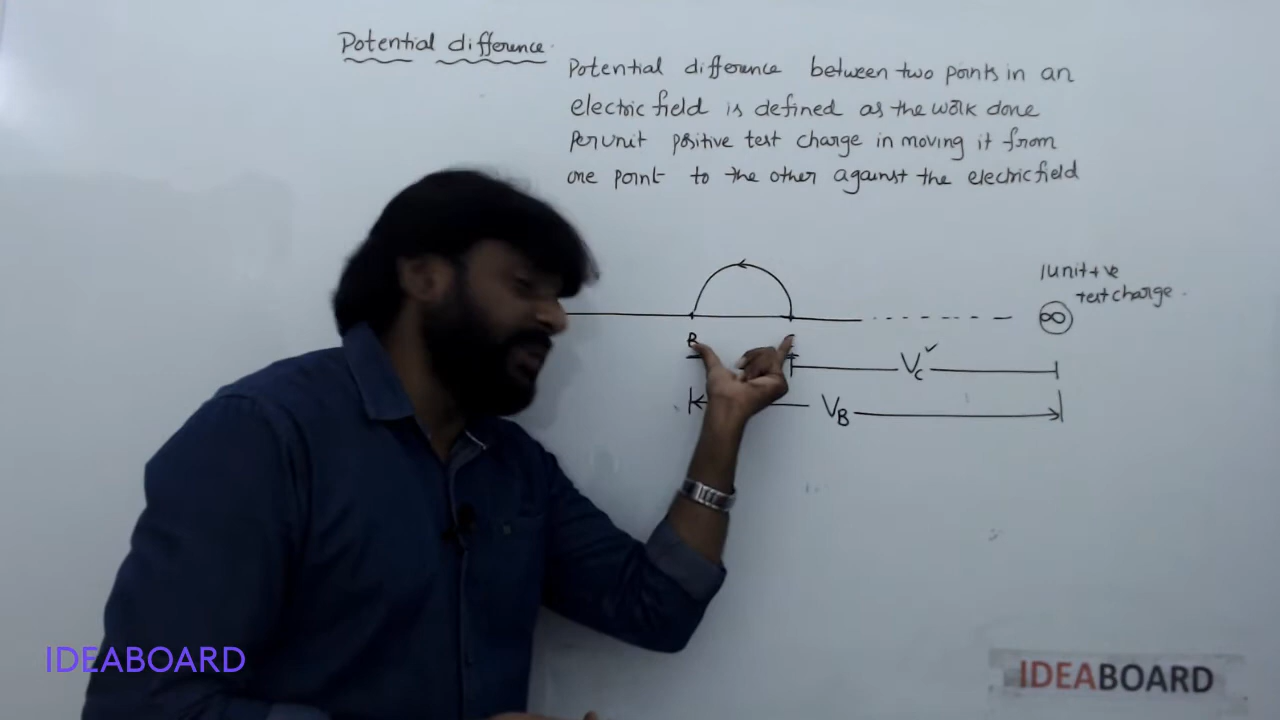 Potential difference.
Potential difference between two points in an
electric field is defined as the work done
Per unit positive test charge in moving it from
one point to the other against the electric field
1unit+ve
test charge.
∞
B
VC ✓
VB
IDEABOARD
IDEABOARD